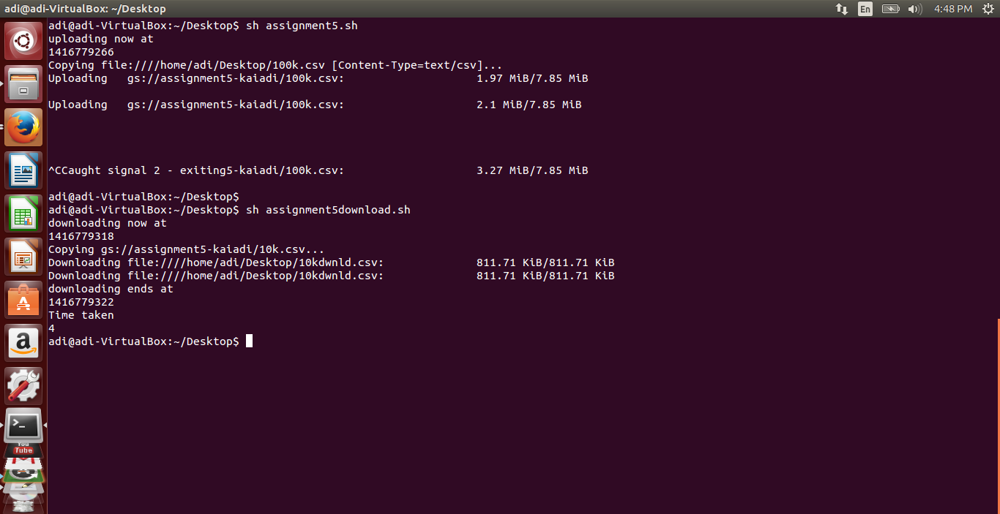 adi@adi-VirtualBox: ~/Desktop
En
4:48 PM
adi@adi-VirtualBox:~/Desktop$ sh assignment5.sh
uploading now at
1416779266
Copying file:////home/adi/Desktop/100k.csv [Content-Type=text/csv]...
Uploading   gs://assignment5-kaiadi/100k.csv:                    1.97 MiB/7.85 MiB
Uploading   gs://assignment5-kaiadi/100k.csv:                    2.1 MiB/7.85 MiB
^CCaught signal 2 - exiting5-kaiadi/100k.csv:                    3.27 MiB/7.85 MiB
adi@adi-VirtualBox:~/Desktop$
adi@adi-VirtualBox:~/Desktop$ sh assignment5download.sh
downloading now at
1416779318
Copying gs://assignment5-kaiadi/10k.csv...
Downloading file:////home/adi/Desktop/10kdwnld.csv:              811.71 KiB/811.71 KiB
Downloading file:////home/adi/Desktop/10kdwnld.csv:              811.71 KiB/811.71 KiB
downloading ends at
1416779322
Time taken
4
adi@adi-VirtualBox:~/Desktop$
A
a
>_
You
Tube